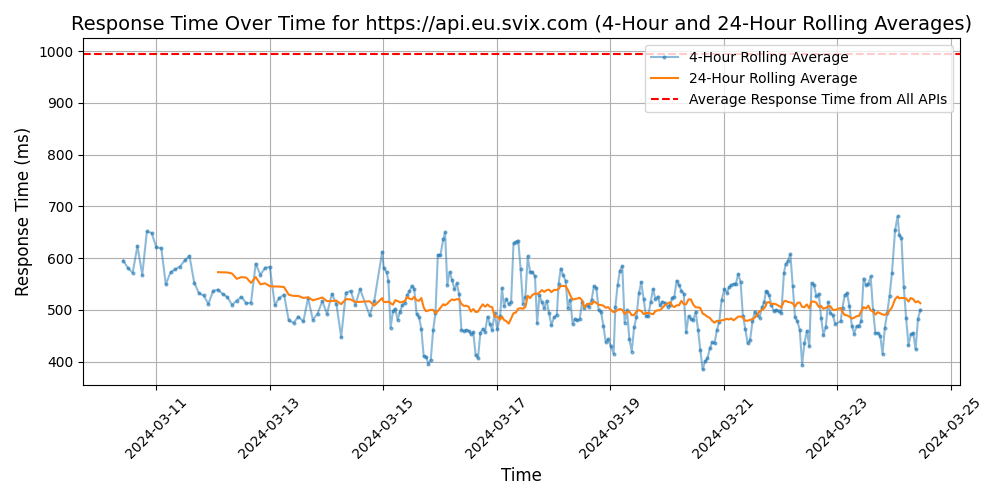 Response Time Over Time for https://api.eu.svix.com (4-Hour and 24-Hour Rolling Averages)
4-Hour Rolling Average
24-Hour Rolling Average
Average Response Time from All APIs
Response Time (ms)
1000
900
800
700
600
500
400
2024-03-11
2024-03-13
2024-03-15
2024-03-17
2024-03-19
2024-03-21
2024-03-23
2024-03-25
Time